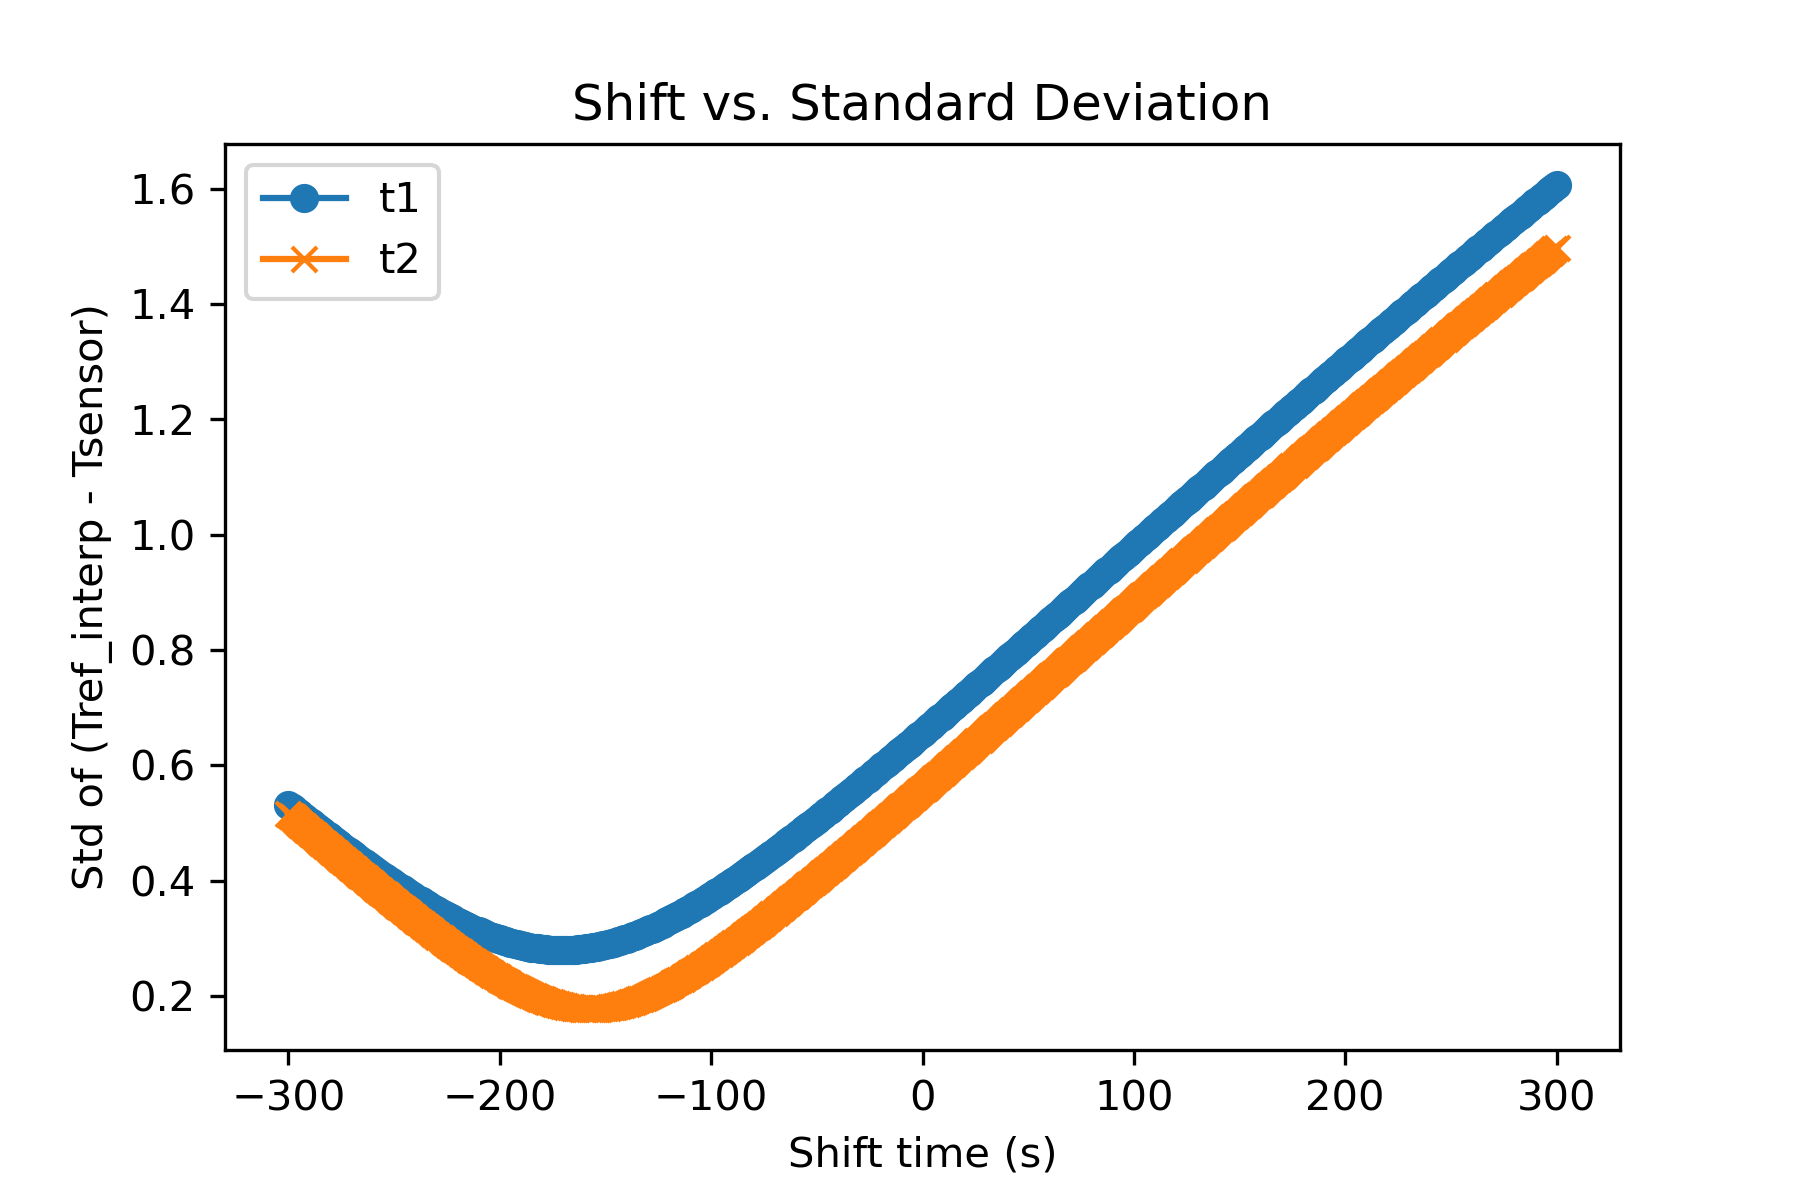 Shift vs. Standard Deviation
t1
t2
Std of (Tref_interp - Tsensor)
1.6
1.4
1.2
1.0
0.8
0.6
0.4
0.2
−300 −200 −100 0 100 200 300
Shift time (s)